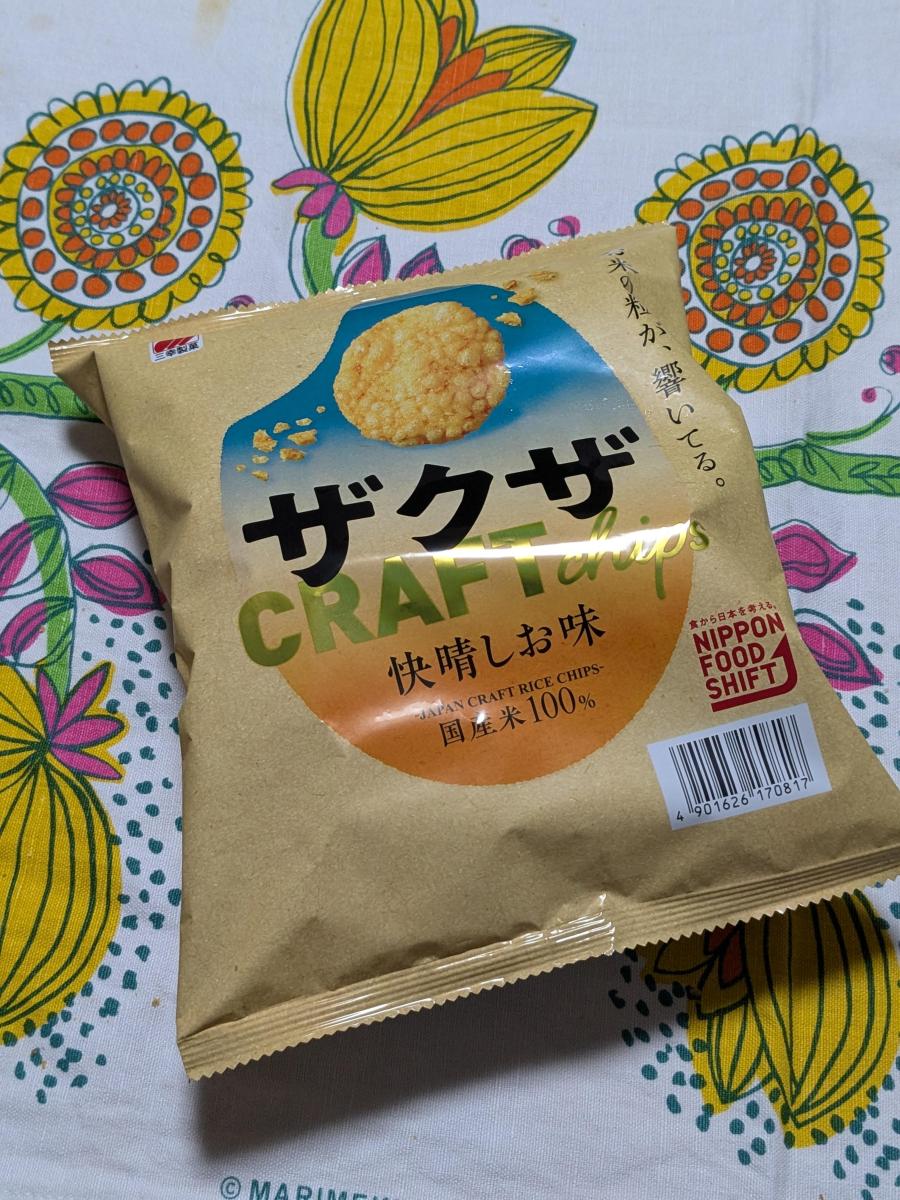 三幸製菓
米の粒が、響いてる。
ザクザ
CRAFT chips
快晴しお味
-JAPAN CRAFT RICE CHIPS-
国産米100%
食から日本を考える。
NIPPON
FOOD
SHIFT
4 901626 170817